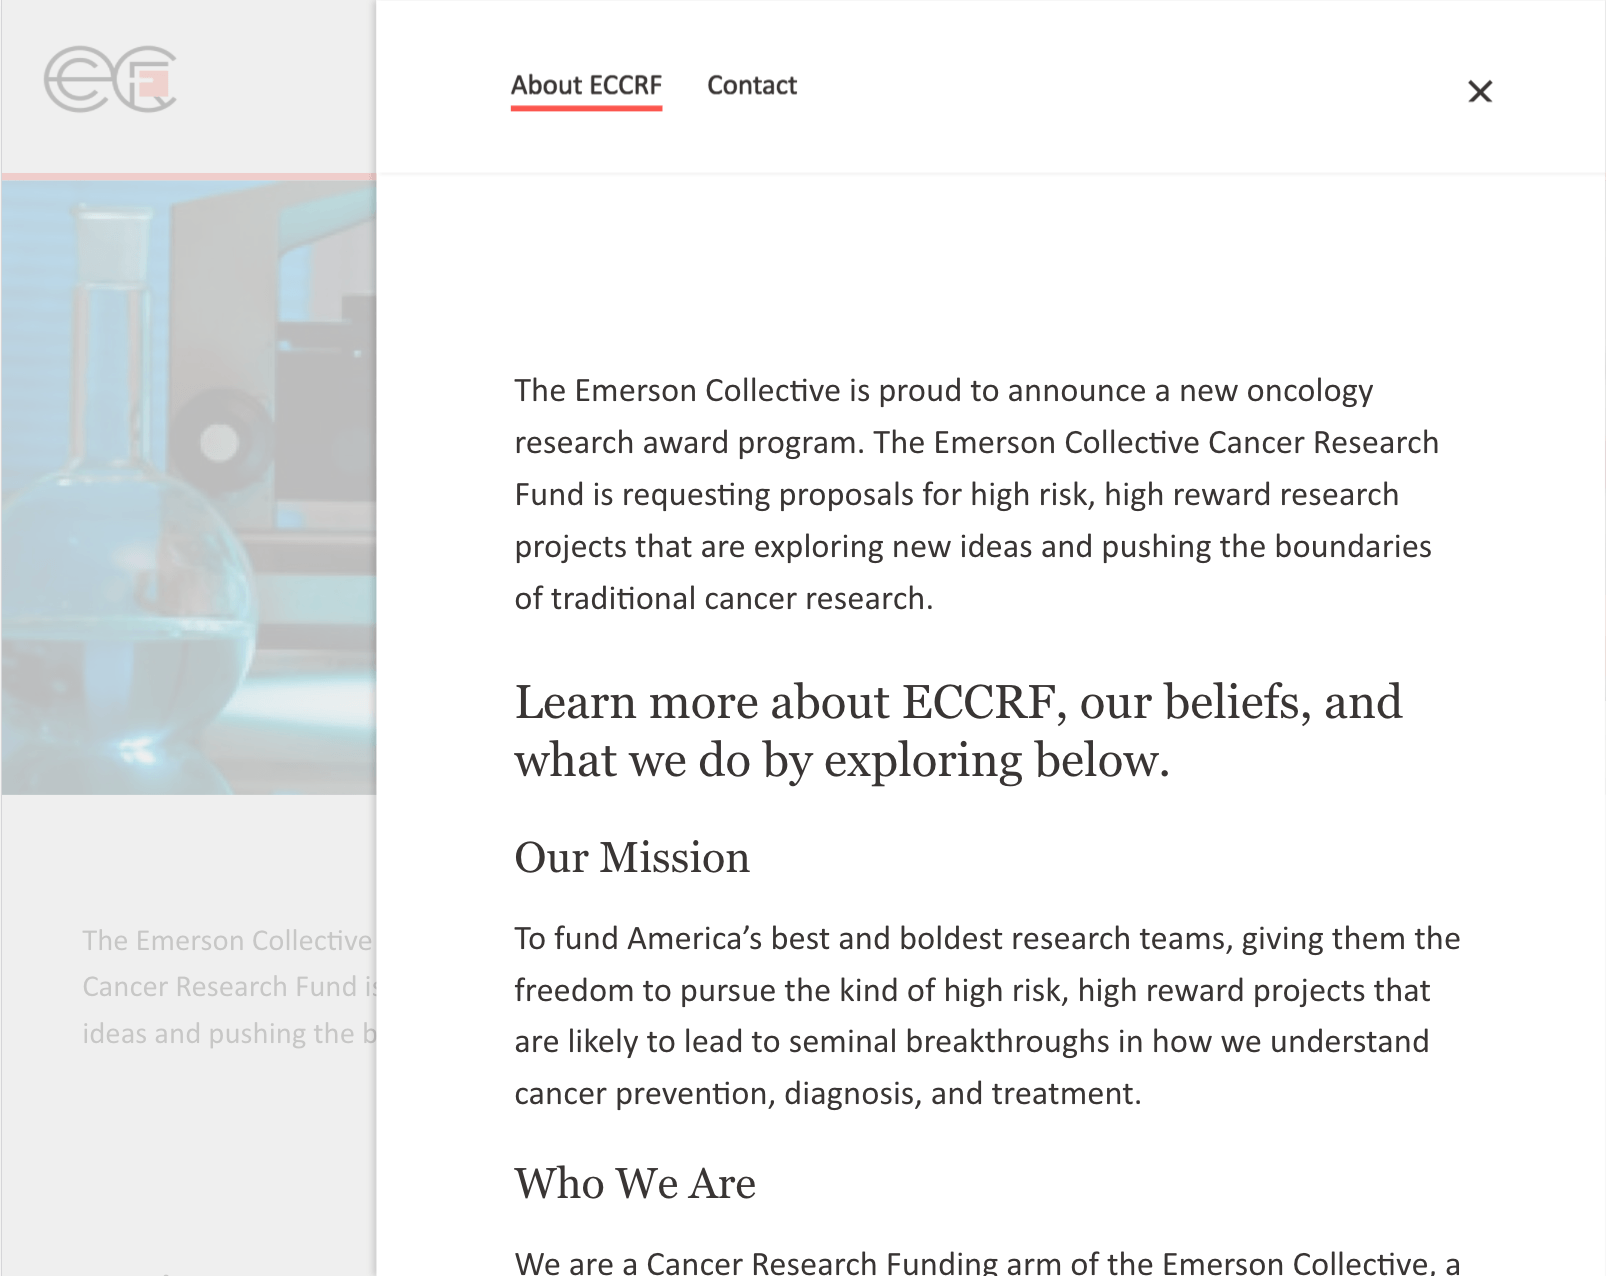 About ECCRF
Contact
The Emerson Collective is proud to announce a new oncology
research award program. The Emerson Collective Cancer Research
Fund is requesting proposals for high risk, high reward research
projects that are exploring new ideas and pushing the boundaries
of traditional cancer research.
Learn more about ECCRF, our beliefs, and
what we do by exploring below.
Our Mission
To fund America’s best and boldest research teams, giving them the
freedom to pursue the kind of high risk, high reward projects that
are likely to lead to seminal breakthroughs in how we understand
cancer prevention, diagnosis, and treatment.
Who We Are
We are a Cancer Research Funding arm of the Emerson Collective, a
The Emerson Collective
Cancer Research Fund is
ideas and pushing the b